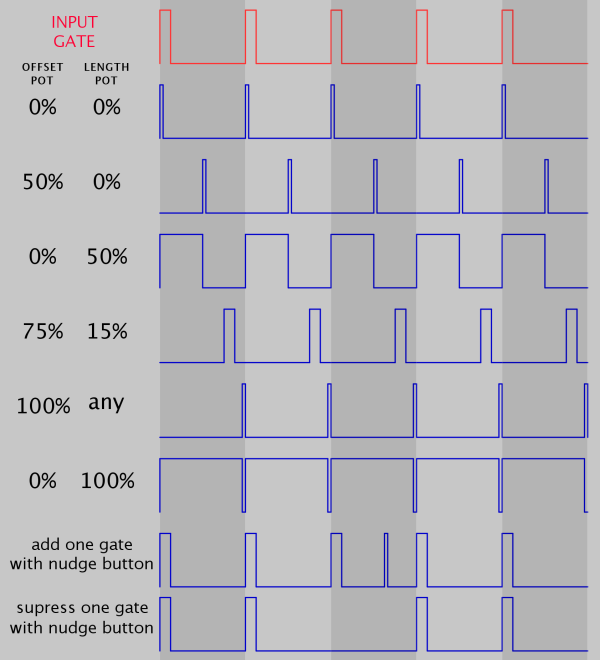 INPUT
GATE
OFFSET LENGTH
POT POT
0% 0%
50% 0%
0% 50%
75% 15%
100% any
0% 100%
add one gate
with nudge button
supress one gate
with nudge button